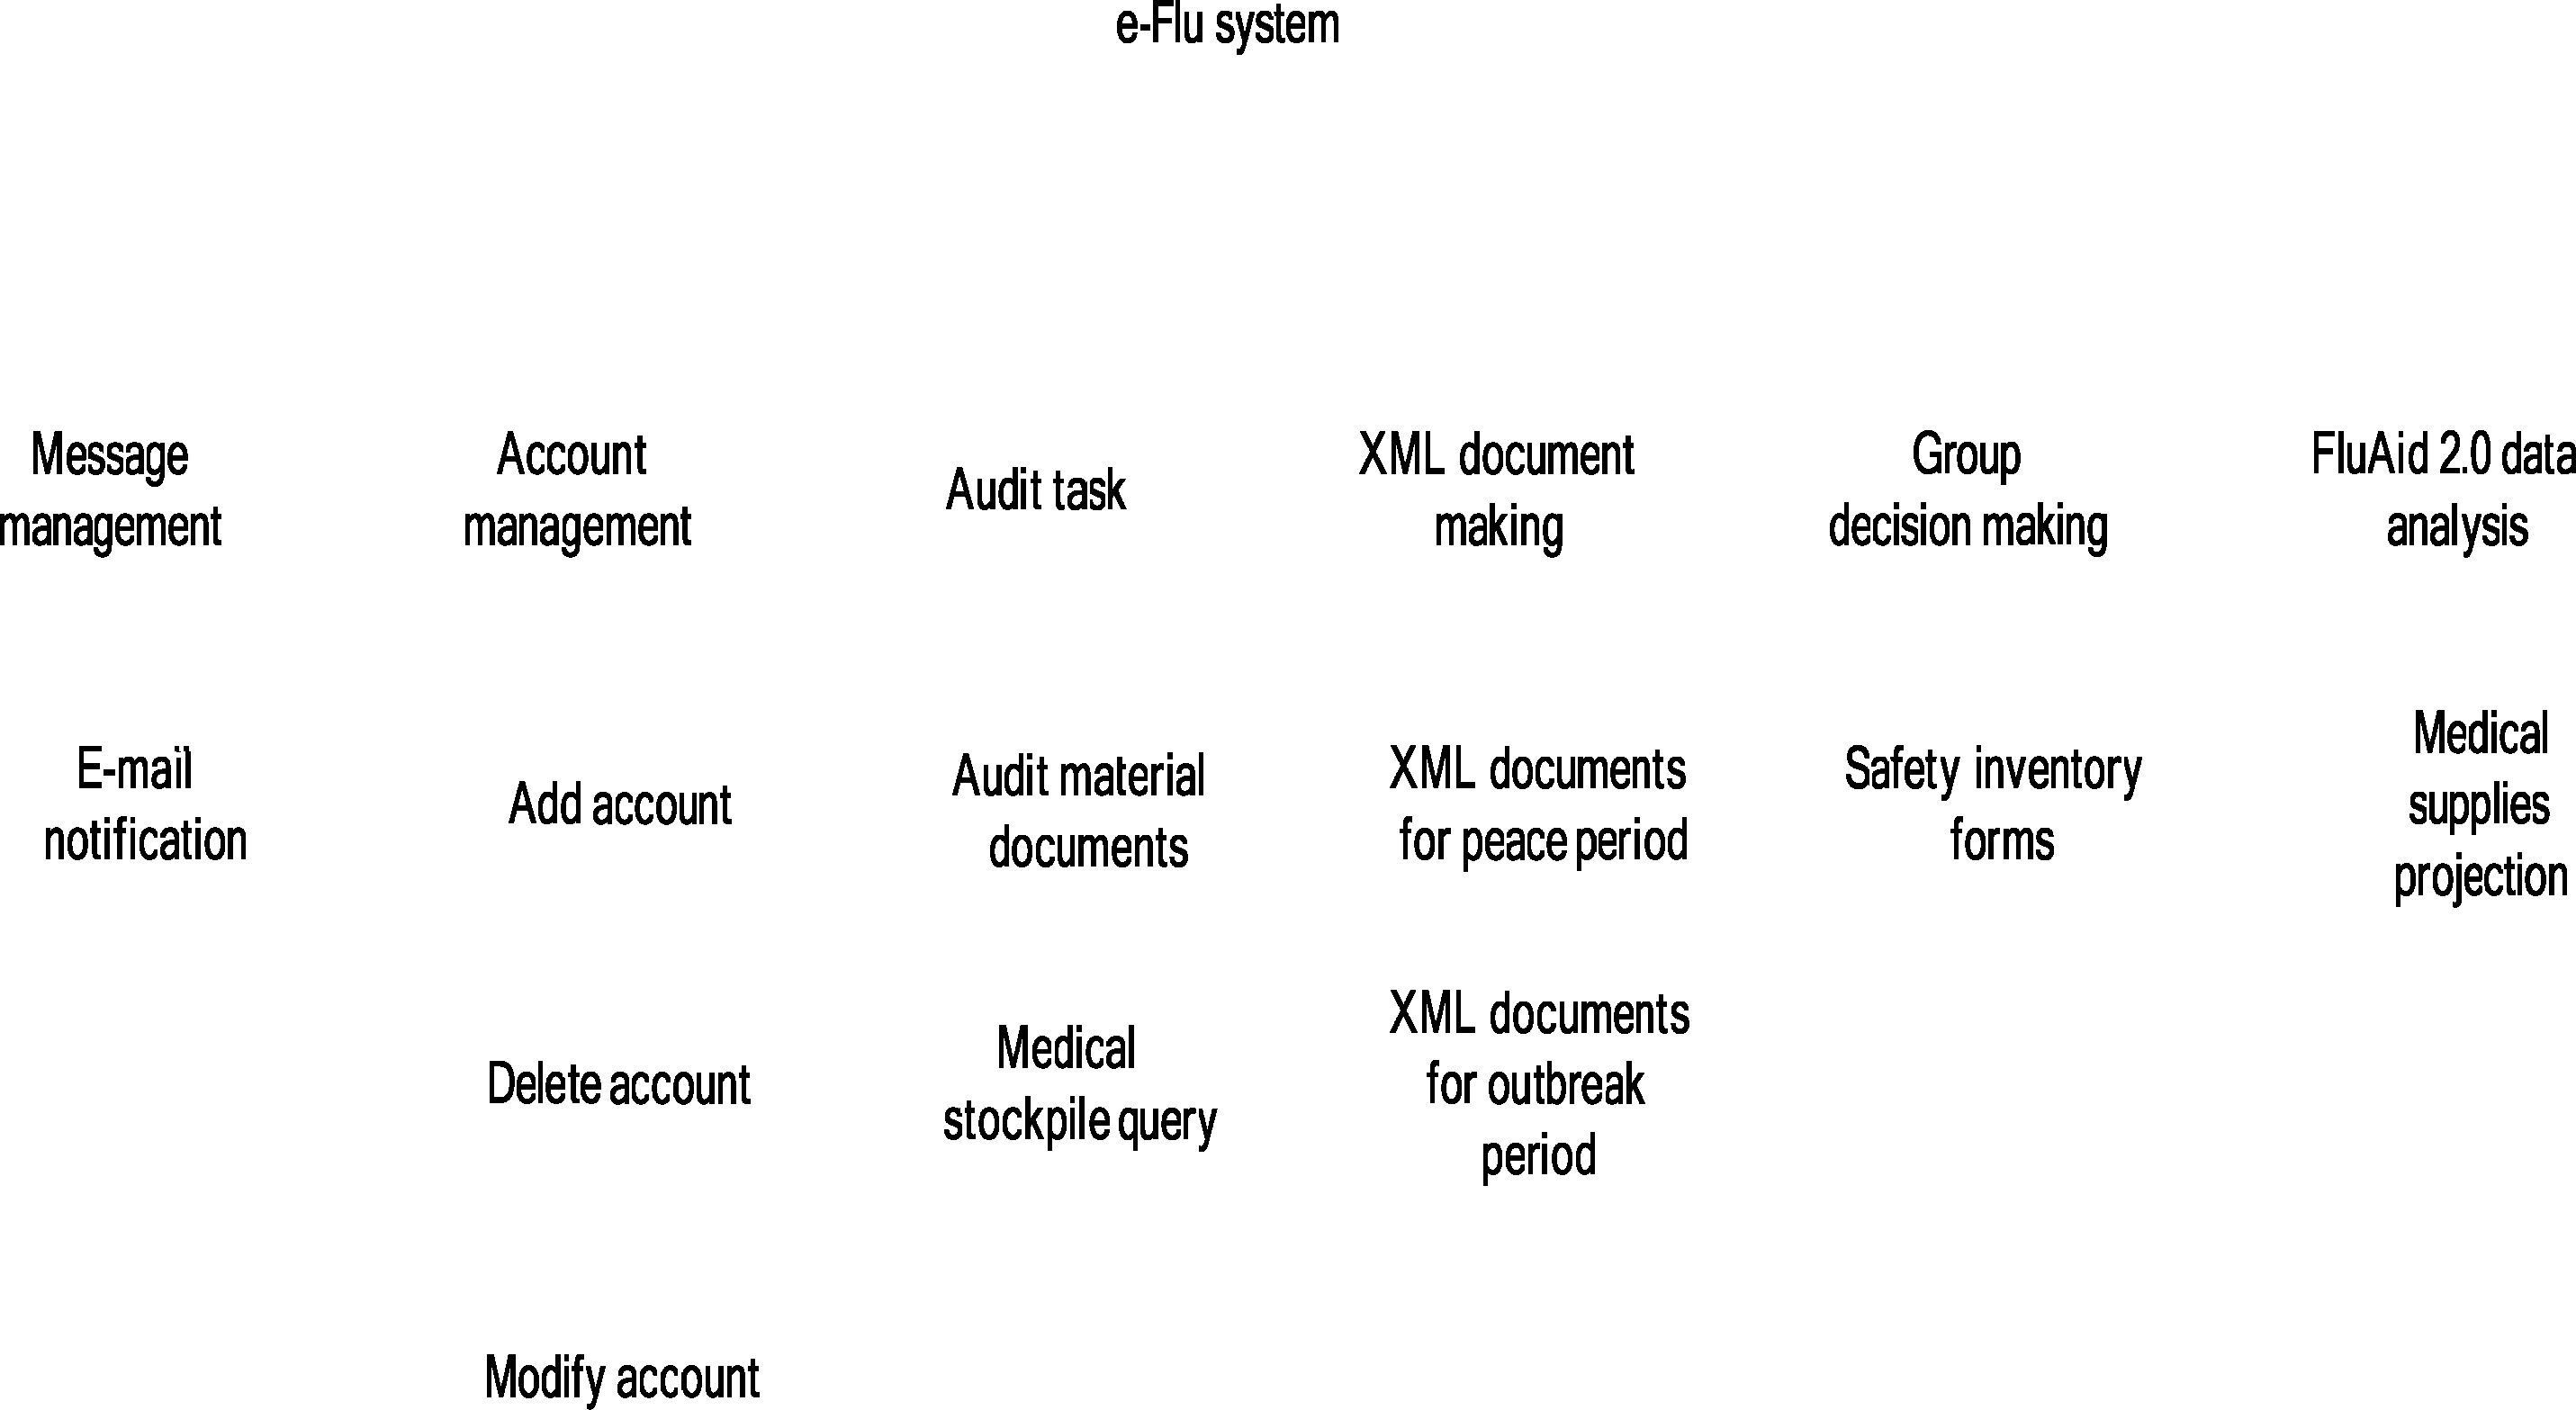 e-Flu system
Message
management
Account
management
Audit task
XML document
making
Group
decision making
FluAid 2.0 data
analysis
E-mail
notification
Add account
Audit material
documents
XML documents
for peace period
Safety inventory
forms
Medical
supplies
projection
Delete account
Medical
stockpile query
XML documents
for outbreak
period
Modify account